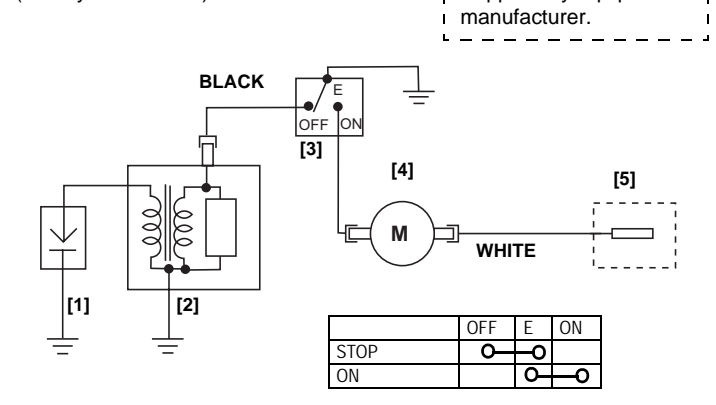 manufacturer.
BLACK
E
OFF
ON
[3]
[4]
[5]
M
WHITE
[1]
[2]
OFF E ON
STOP
ON